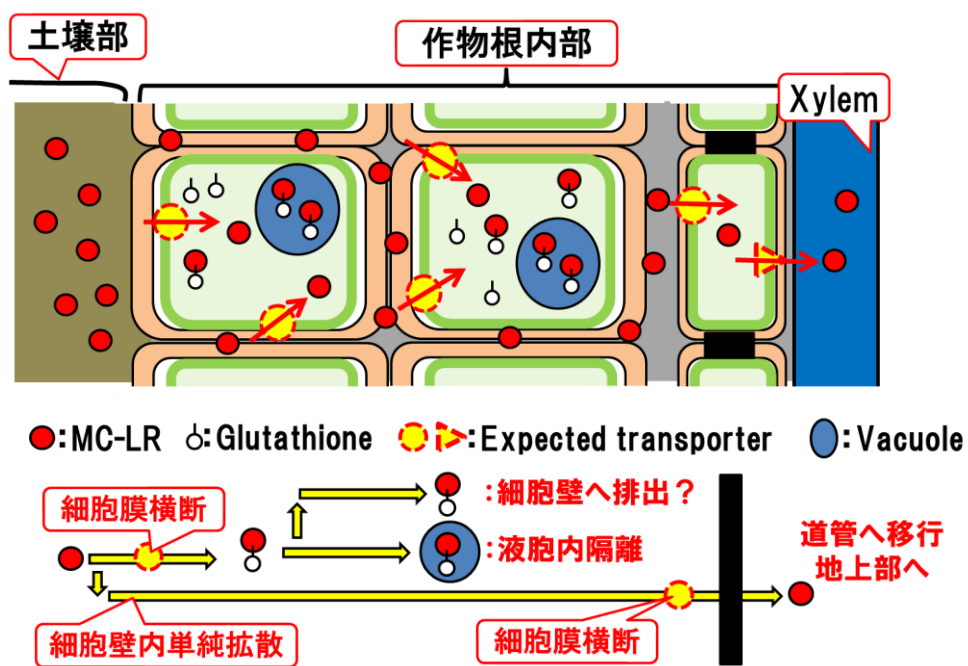 土壌部
作物根内部
Xylem
:MC-LR :Glutathione :Expected transporter :Vacuole
細胞膜横断
:細胞壁へ排出?
:液胞内隔離
道管へ移行
地上部へ
細胞壁内単純拡散
細胞膜横断